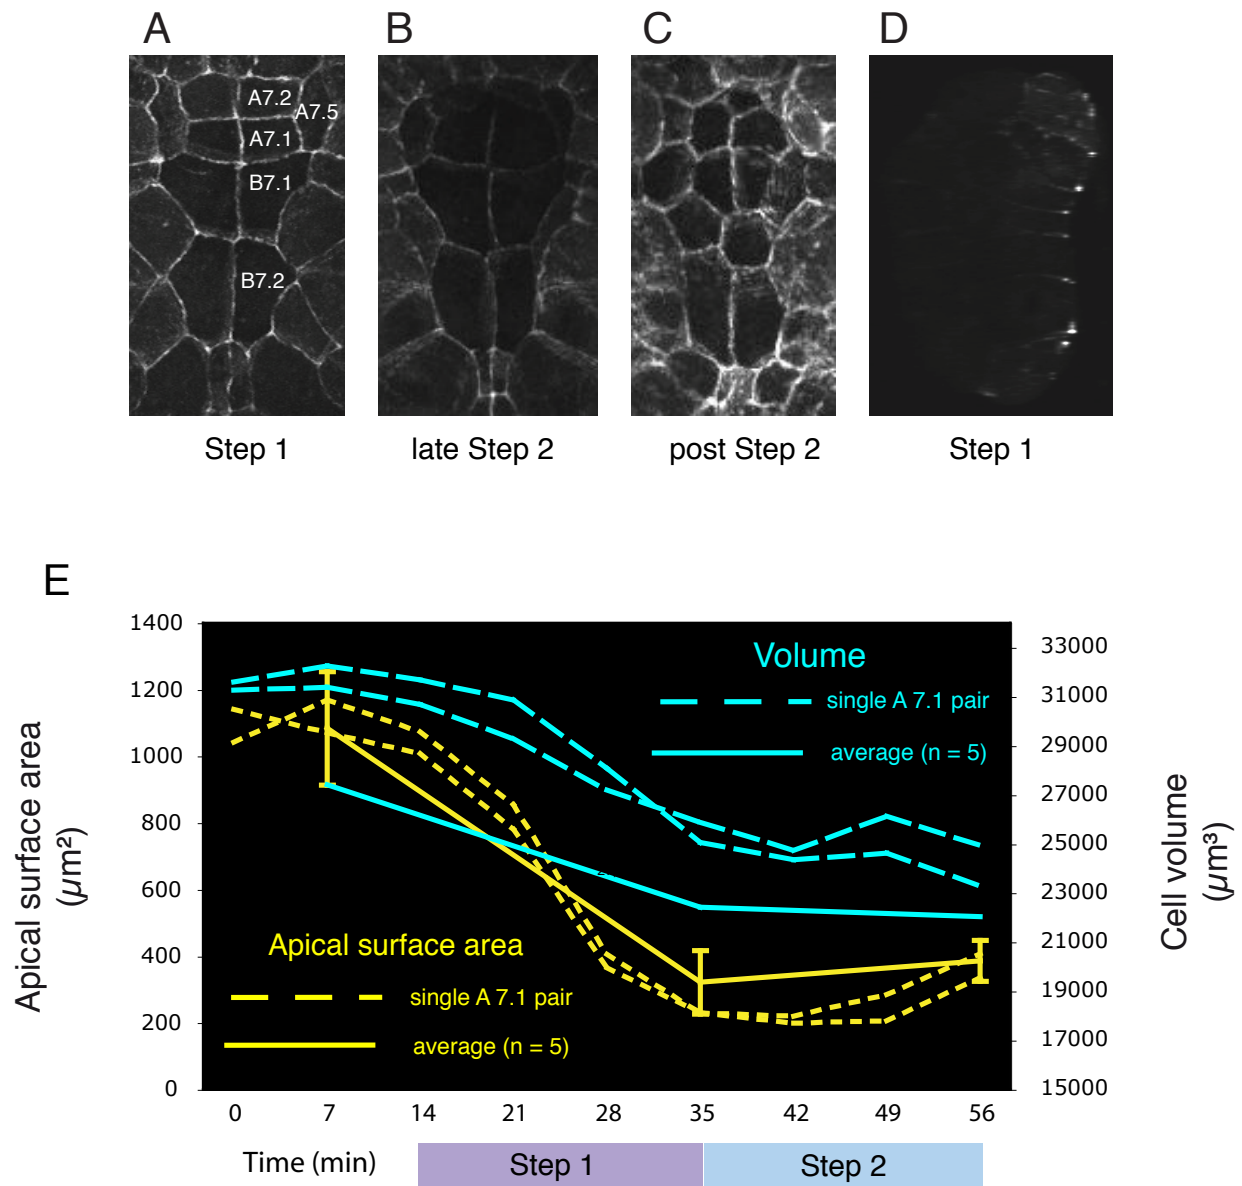 A
B
C
D
A7.2
A7.5
A7.1
B7.1
B7.2
Step 1
late Step 2
post Step 2
Step 1
E
1400
1200
1000
800
600
400
200
0
Apical surface area
(µm²)
Volume
single A 7.1 pair
average (n = 5)
Apical surface area
single A 7.1 pair
average (n = 5)
33000
31000
29000
27000
25000
23000
21000
19000
17000
15000
Cell volume
(µm³)
0 7 14 21 28 35 42 49 56
Time (min)
Step 1
Step 2